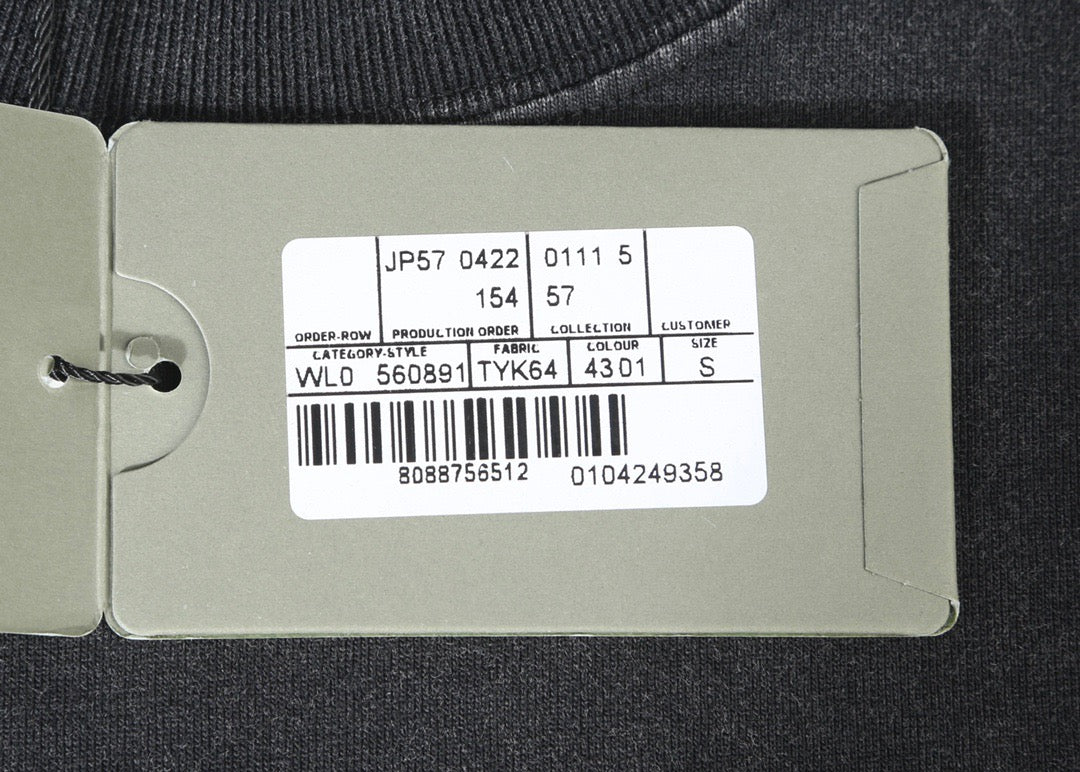 JP57 0422 0111 5
154 57
ORDER-ROW PRODUCTION ORDER COLLECTION CUSTOMER
CATEGORY-STYLE FABRIC COLOUR SIZE
WL0 560891 TYK64 4301 S
8088756512 0104249358